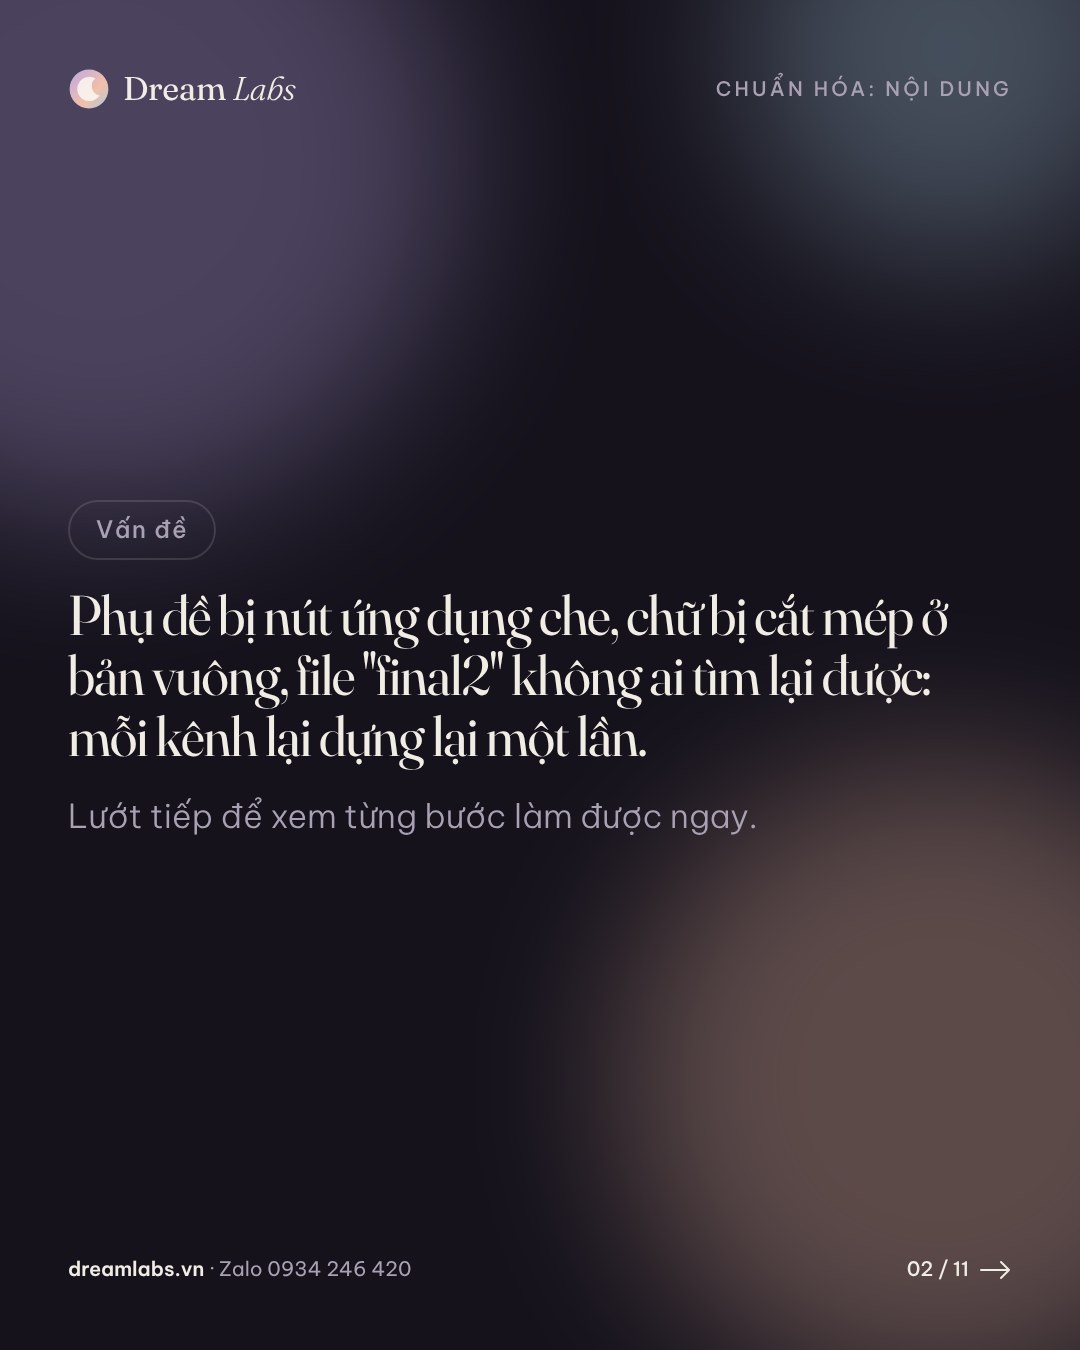 Dream Labs
CHUẨN HÓA: NỘI DUNG
Vấn đề
Phụ đề bị nút ứng dụng che, chữ bị cắt mép ở
bản vuông, file "final2" không ai tìm lại được:
mỗi kênh lại dựng lại một lần.
Lướt tiếp để xem từng bước làm được ngay.
dreamlabs.vn · Zalo 0934 246 420
02 / 11 →